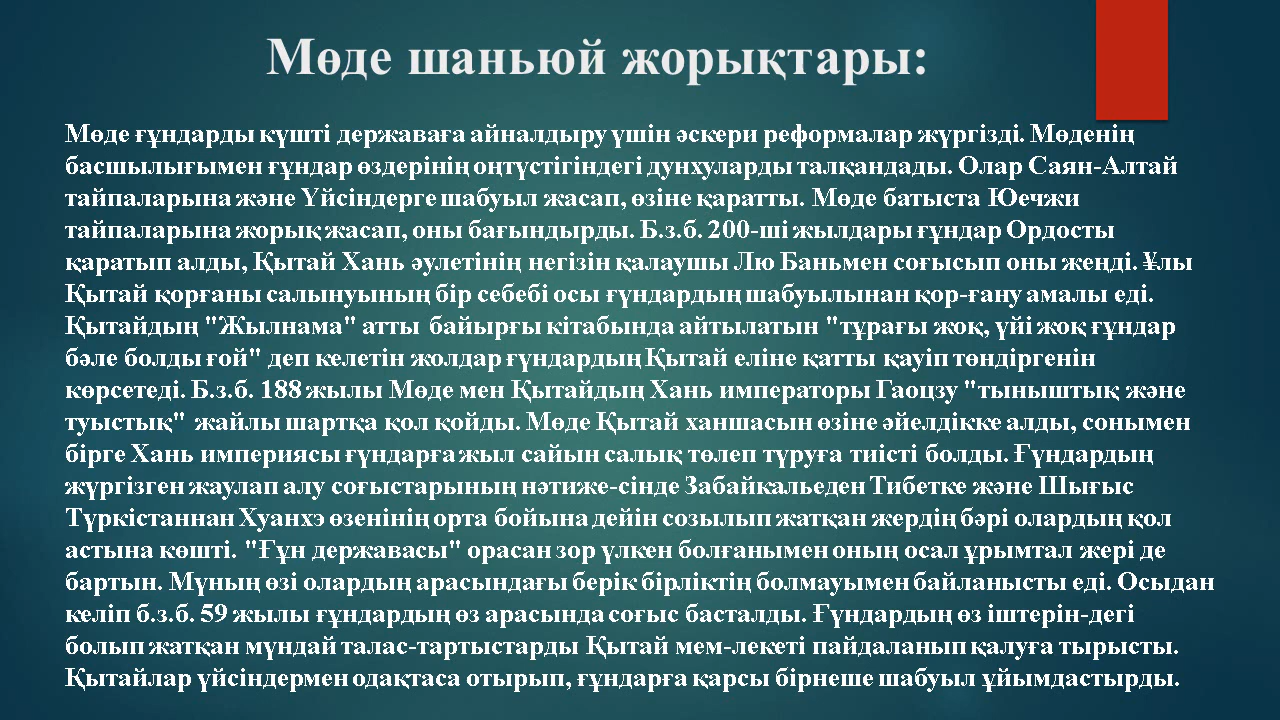 Мөде шаньюй жорықтары:
Мөде ғұндарды күшті державаға айналдыру үшін әскери реформалар жүргізді. Мөденің
басшылығымен ғұндар өздерінің оңтүстігіндегі дунхуларды талқандады. Олар Саян-Алтай
тайпаларына және Үйсіндерге шабуыл жасап, өзіне қаратты. Мөде батыста Юечжи
тайпаларына жорық жасап, оны бағындырды. Б.з.б. 200-ші жылдары ғұндар Ордосты
қаратып алды, Қытай Хань әулетінің негізін қалаушы Лю Баньмен соғысып оны жеңді. ¥лы
Қытай қорғаны салынуының бір себебі осы ғүндардың шабуылынан қор-ғану амалы еді.
Қытайдың "Жылнама" атты байырғы кітабында айтылатын "тұрағы жоқ, үйі жоқ ғұндар
бәле болды ғой" деп келетін жолдар ғүндардың Қытай еліне қатты қауіп төндіргенін
көрсетеді. Б.з.б. 188 жылы Мөде мен Қытайдың Хань императоры Гаоцзу "тыныштық және
туыстық" жайлы шартқа қол қойды. Мөде Қытай ханшасын өзіне әйелдікке алды, сонымен
бірге Хань империясы ғүндарға жыл сайын салық төлеп түруға тиісті болды. Ғүндардың
жүргізген жаулап алу соғыстарының нәтиже-сінде Забайкальеден Тибетке және Шығыс
Түркістаннан Хуанхэ өзенінің орта бойына дейін созылып жатқан жердің бәрі олардың қол
астына көшті. "Ғұн державасы" орасан зор үлкен болғанымен оның осал ұрымтал жері де
бартын. Мүның өзі олардың арасындағы берік бірліктің болмауымен байланысты еді. Осыдан
келіп б.з.б. 59 жылы ғұндардың өз арасында соғыс басталды. Ғүндардың өз іштерін-дегі
болып жатқан мүндай талас-тартыстарды Қытай мем-лекеті пайдаланып қалуға тырысты.
Қытайлар үйсіндермен одақтаса отырып, ғұндарға қарсы бірнеше шабуыл ұйымдастырды.